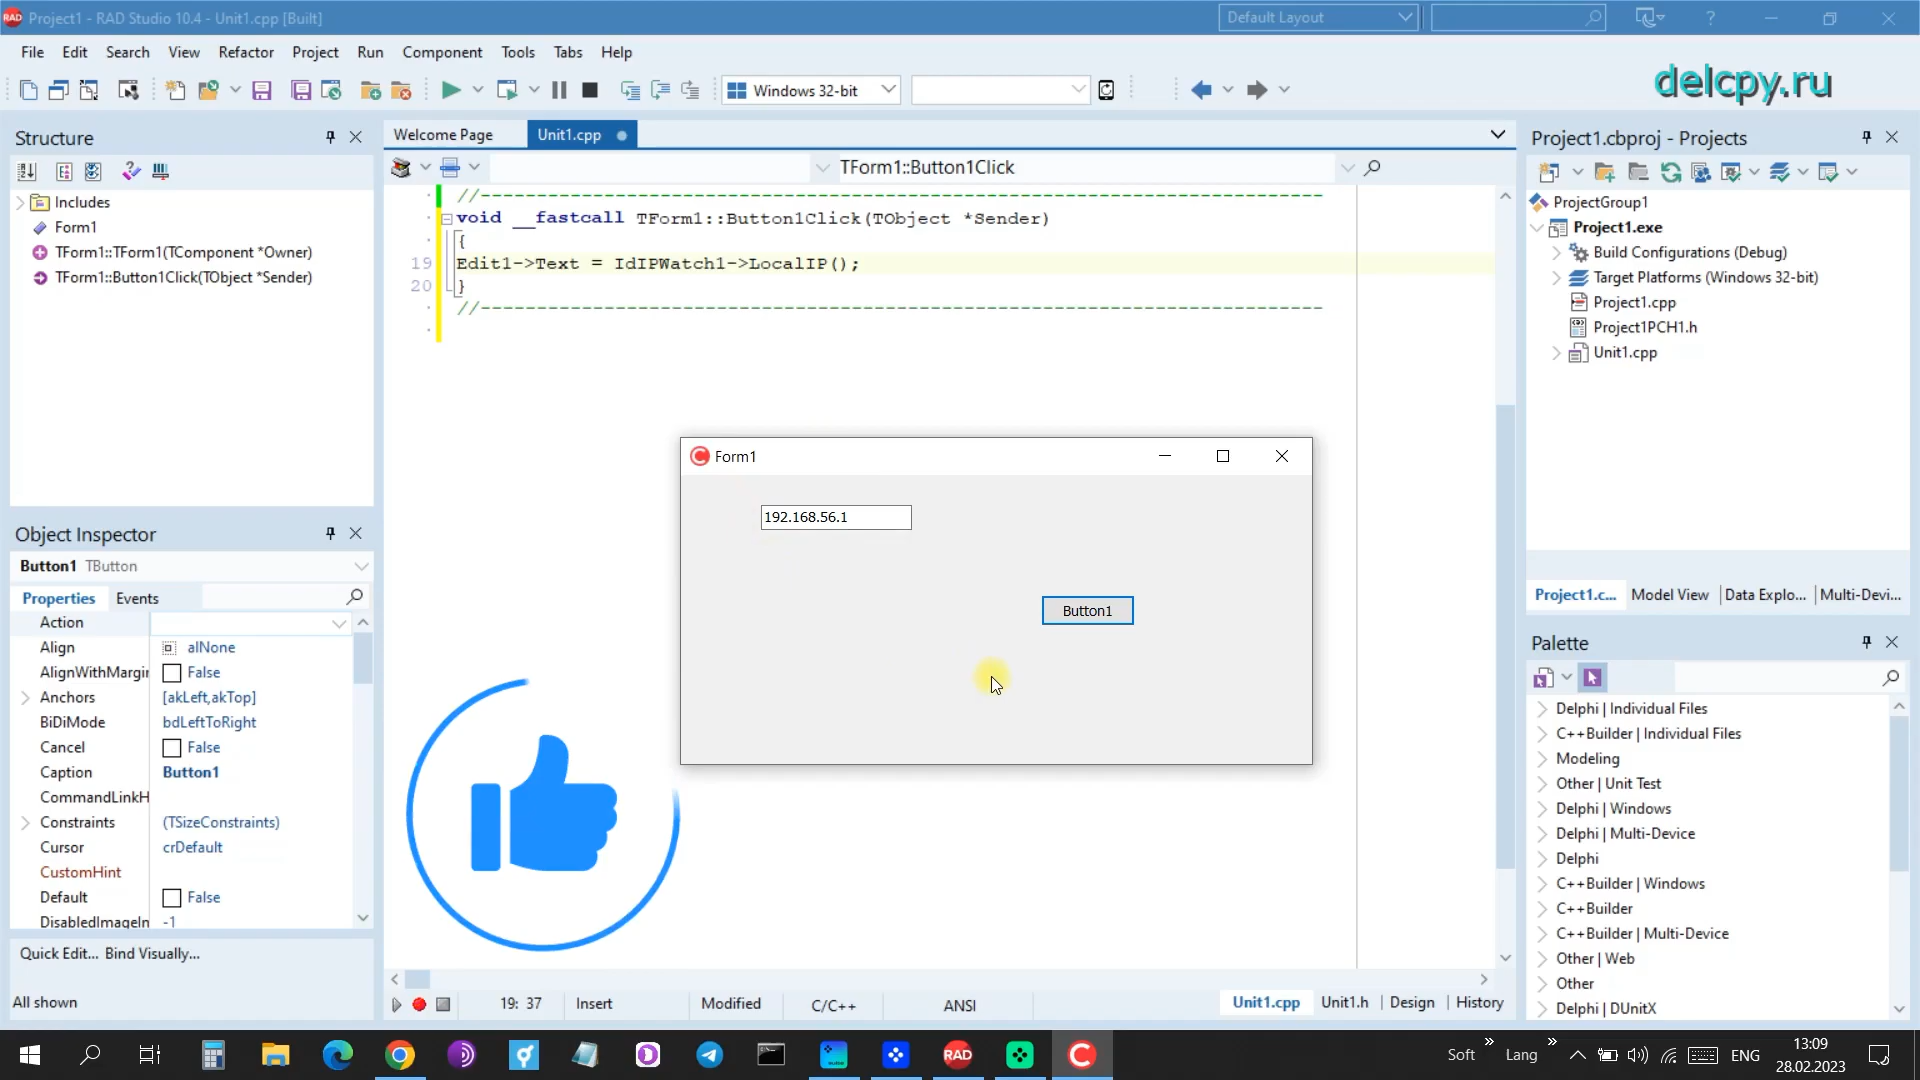 RAD Project1 - RAD Studio 10.4 - Unit1.cpp [Built]
Default Layout
?
File Edit Search View Refactor Project Run Component Tools Tabs Help
Windows 32-bit
delcpy.ru
Structure
Includes
Form1
TForm1::TForm1(TComponent *Owner)
TForm1::Button1Click(TObject *Sender)
Welcome Page
Unit1.cpp
TForm1::Button1Click
//---------------------------------------------------------------------------
void __fastcall TForm1::Button1Click(TObject *Sender)
{
19 Edit1->Text = IdIPWatch1->LocalIP();
20 }
//---------------------------------------------------------------------------
Form1
192.168.56.1
Button1
Project1.cbproj - Projects
ProjectGroup1
Project1.exe
Build Configurations (Debug)
Target Platforms (Windows 32-bit)
Project1.cpp
Project1PCH1.h
Unit1.cpp
Project1.c... Model View Data Explo... Multi-Devi...
Object Inspector
Button1 TButton
Properties Events
Action
Align alNone
AlignWithMargin False
Anchors [akLeft,akTop]
BiDiMode bdLeftToRight
Cancel False
Caption Button1
CommandLinkH
Constraints (TSizeConstraints)
Cursor crDefault
CustomHint
Default False
DisabledImageIn -1
Quick Edit... Bind Visually...
All shown
Palette
Delphi | Individual Files
C++Builder | Individual Files
Modeling
Other | Unit Test
Delphi | Windows
Delphi | Multi-Device
Delphi
C++Builder | Windows
C++Builder
C++Builder | Multi-Device
Other | Web
Other
Delphi | DUnitX
19: 37 Insert Modified C/C++ ANSI
Unit1.cpp Unit1.h Design History
RAD
Soft » Lang » ENG
13:09
28.02.2023